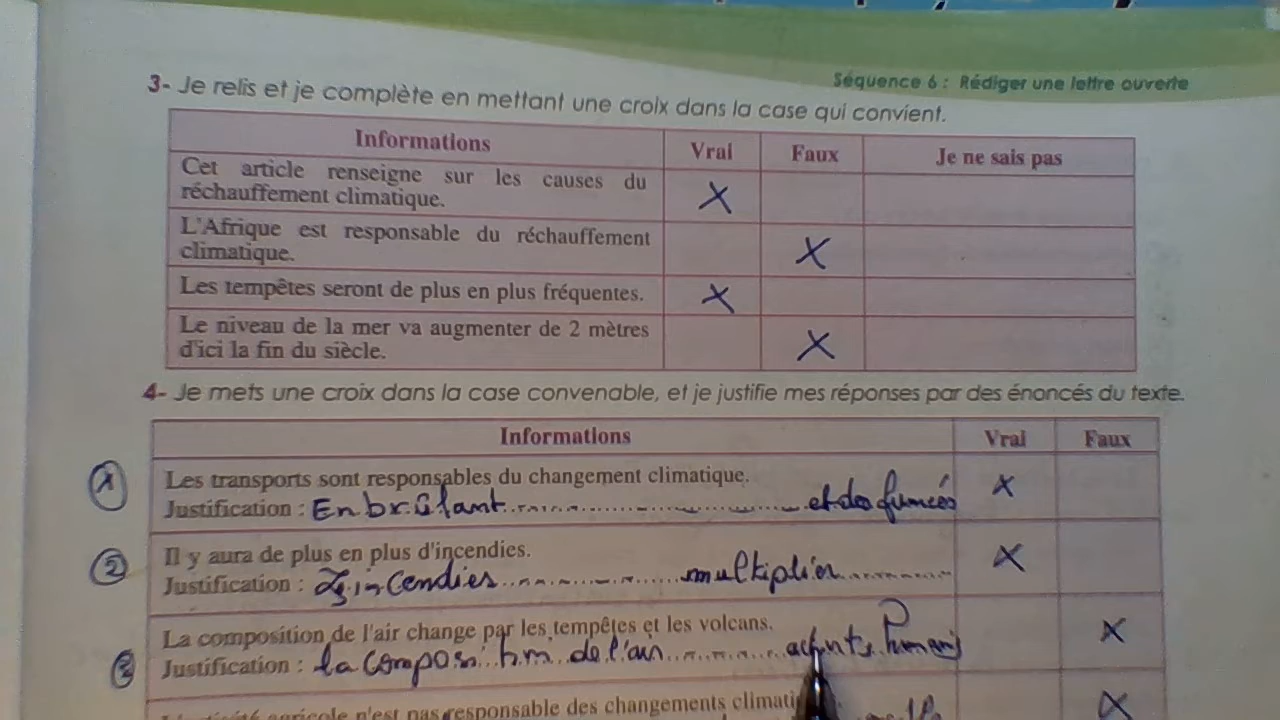 Séquence 6 : Rédiger une lettre ouverte
3- Je relis et je complète en mettant une croix dans la case qui convient.
Informations Vrai Faux Je ne sais pas
Cet article renseigne sur les causes du
réchauffement climatique. X
L'Afrique est responsable du réchauffement
climatique. X
Les tempêtes seront de plus en plus fréquentes. X
Le niveau de la mer va augmenter de 2 mètres
d'ici la fin du siècle. X
4- Je mets une croix dans la case convenable, et je justifie mes réponses par des énoncés du texte.
Informations Vrai Faux
1 Les transports sont responsables du changement climatique. X
Justification : En brûlant ........................ et des fumées
2 Il y aura de plus en plus d'incendies. X
Justification : incendies ............... multiplier ..........
3 La composition de l'air change par les tempêtes et les volcans. X
Justification : la composition de l'air ...........
agricole n'est pas responsable des changements X